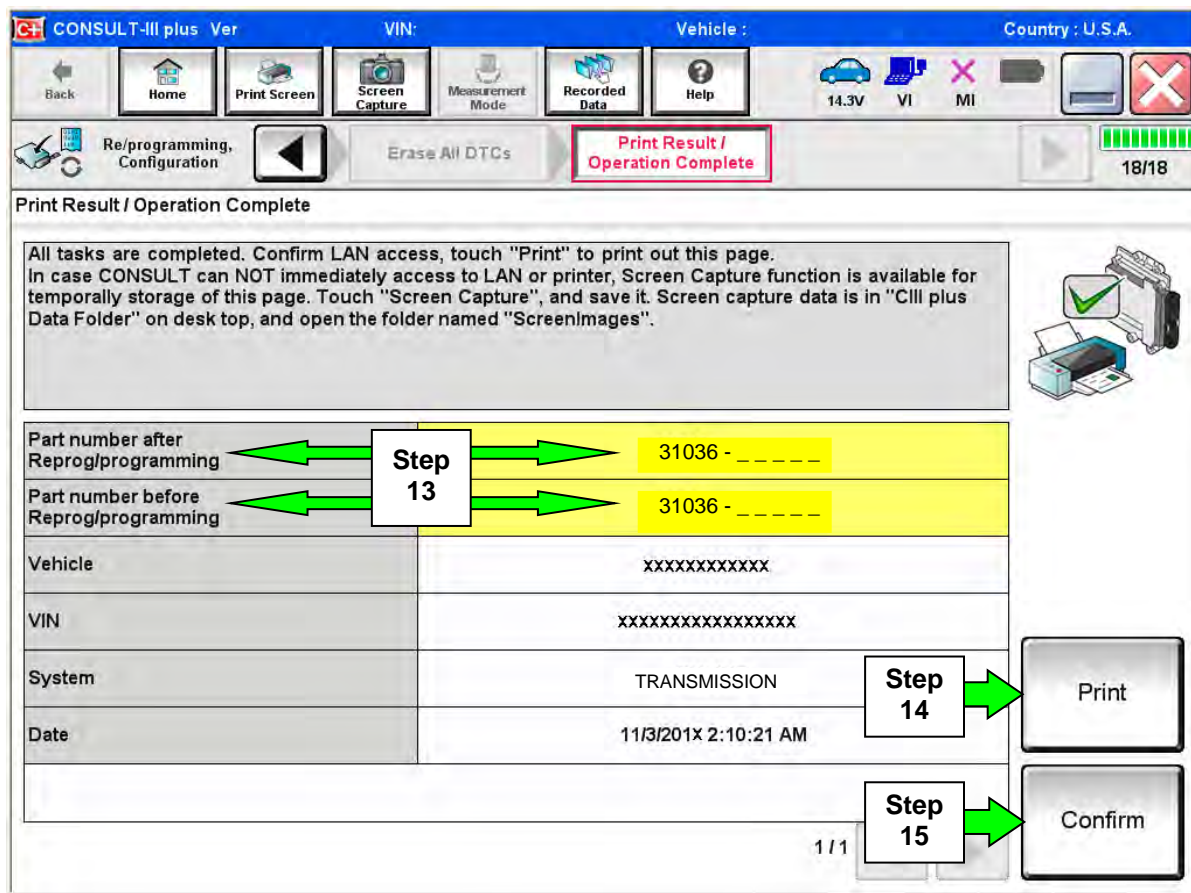 C+ CONSULT-III plus Ver VIN: Vehicle : Country : U.S.A.
Back
Home
Print Screen
Screen
Capture
Measurement
Mode
Recorded
Data
Help
14.3V
VI
MI
Re/programming,
Configuration
Erase All DTCs
Print Result /
Operation Complete
18/18
Print Result / Operation Complete
All tasks are completed. Confirm LAN access, touch "Print" to print out this page.
In case CONSULT can NOT immediately access to LAN or printer, Screen Capture function is available for
temporally storage of this page. Touch "Screen Capture", and save it. Screen capture data is in "CIII plus
Data Folder" on desk top, and open the folder named "ScreenImages".
Part number after
Reprog/programming
31036 - _ _ _ _ _
Step
13
Part number before
Reprog/programming
31036 - _ _ _ _ _
Vehicle
xxxxxxxxxxxx
VIN
xxxxxxxxxxxxxxxxx
System
TRANSMISSION
Step
14
Print
Date
11/3/201X 2:10:21 AM
Step
15
Confirm
1/1